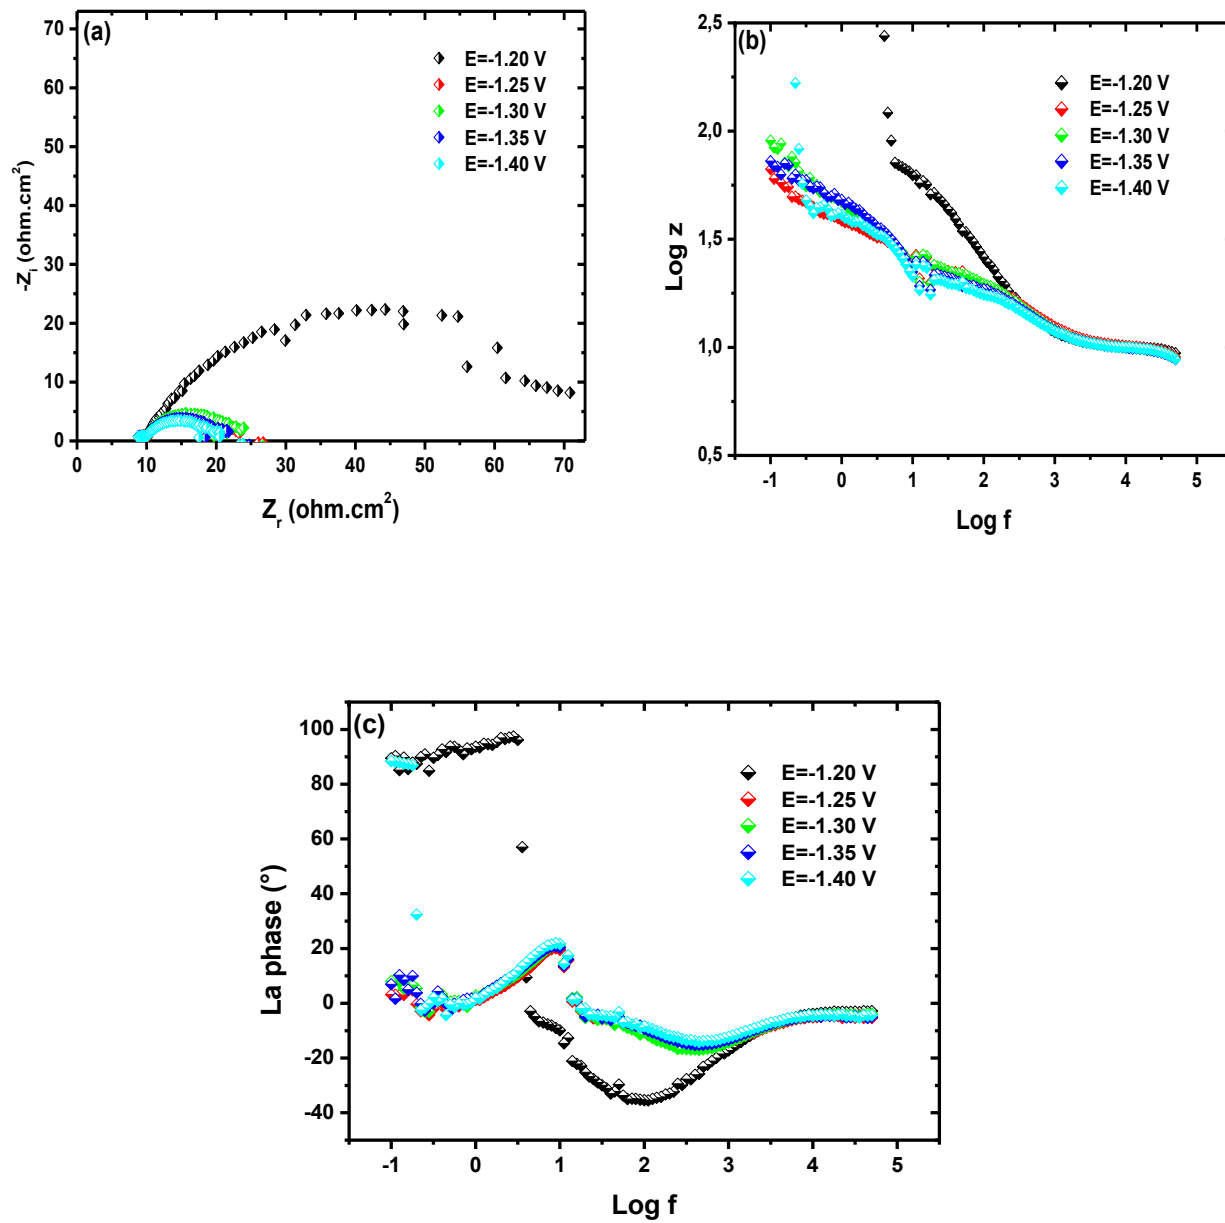 (a)
E=-1.20 V
E=-1.25 V
E=-1.30 V
E=-1.35 V
E=-1.40 V
70
60
50
40
30
20
10
0
-Zi (ohm.cm²)
0 10 20 30 40 50 60 70
Zr (ohm.cm²)
(b)
E=-1.20 V
E=-1.25 V
E=-1.30 V
E=-1.35 V
E=-1.40 V
2,5
2,0
1,5
1,0
0,5
Log z
-1 0 1 2 3 4 5
Log f
(c)
E=-1.20 V
E=-1.25 V
E=-1.30 V
E=-1.35 V
E=-1.40 V
100
80
60
40
20
0
-20
-40
La phase (°)
-1 0 1 2 3 4 5
Log f